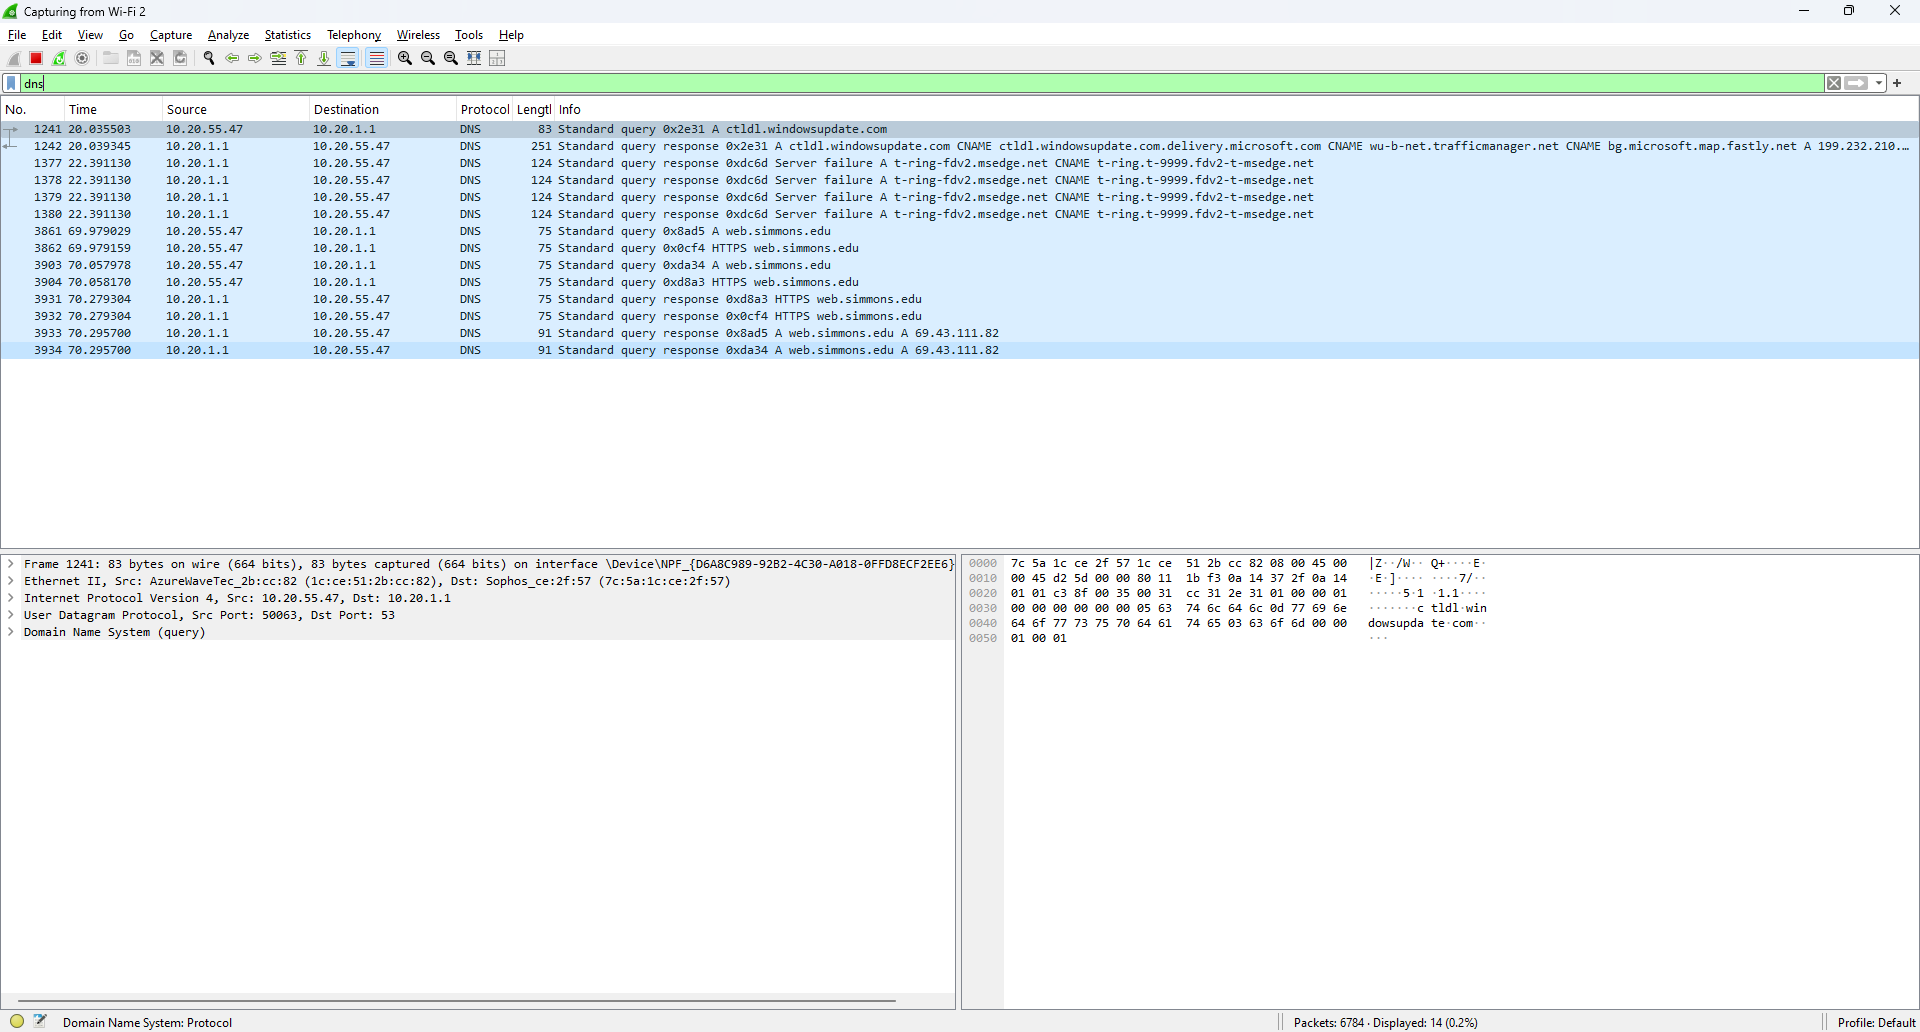 Capturing from Wi-Fi 2
File Edit View Go Capture Analyze Statistics Telephony Wireless Tools Help
dns
No. Time Source Destination Protocol Lengtl Info
1241 20.035503 10.20.55.47 10.20.1.1 DNS 83 Standard query 0x2e31 A ctldl.windowsupdate.com
1242 20.039345 10.20.1.1 10.20.55.47 DNS 251 Standard query response 0x2e31 A ctldl.windowsupdate.com CNAME ctldl.windowsupdate.com.delivery.microsoft.com CNAME wu-b-net.trafficmanager.net CNAME bg.microsoft.map.fastly.net A 199.232.210.…
1377 22.391130 10.20.1.1 10.20.55.47 DNS 124 Standard query response 0xdc6d Server failure A t-ring-fdv2.msedge.net CNAME t-ring.t-9999.fdv2-t-msedge.net
1378 22.391130 10.20.1.1 10.20.55.47 DNS 124 Standard query response 0xdc6d Server failure A t-ring-fdv2.msedge.net CNAME t-ring.t-9999.fdv2-t-msedge.net
1379 22.391130 10.20.1.1 10.20.55.47 DNS 124 Standard query response 0xdc6d Server failure A t-ring-fdv2.msedge.net CNAME t-ring.t-9999.fdv2-t-msedge.net
1380 22.391130 10.20.1.1 10.20.55.47 DNS 124 Standard query response 0xdc6d Server failure A t-ring-fdv2.msedge.net CNAME t-ring.t-9999.fdv2-t-msedge.net
3861 69.979029 10.20.55.47 10.20.1.1 DNS 75 Standard query 0x8ad5 A web.simmons.edu
3862 69.979159 10.20.55.47 10.20.1.1 DNS 75 Standard query 0x0cf4 HTTPS web.simmons.edu
3903 70.057978 10.20.55.47 10.20.1.1 DNS 75 Standard query 0xda34 A web.simmons.edu
3904 70.058170 10.20.55.47 10.20.1.1 DNS 75 Standard query 0xd8a3 HTTPS web.simmons.edu
3931 70.279304 10.20.1.1 10.20.55.47 DNS 75 Standard query response 0xd8a3 HTTPS web.simmons.edu
3932 70.279304 10.20.1.1 10.20.55.47 DNS 75 Standard query response 0x0cf4 HTTPS web.simmons.edu
3933 70.295700 10.20.1.1 10.20.55.47 DNS 91 Standard query response 0x8ad5 A web.simmons.edu A 69.43.111.82
3934 70.295700 10.20.1.1 10.20.55.47 DNS 91 Standard query response 0xda34 A web.simmons.edu A 69.43.111.82
Frame 1241: 83 bytes on wire (664 bits), 83 bytes captured (664 bits) on interface \Device\NPF_{D6A8C989-92B2-4C30-A018-0FFD8ECF2EE6}
Ethernet II, Src: AzureWaveTec_2b:cc:82 (1c:ce:51:2b:cc:82), Dst: Sophos_ce:2f:57 (7c:5a:1c:ce:2f:57)
Internet Protocol Version 4, Src: 10.20.55.47, Dst: 10.20.1.1
User Datagram Protocol, Src Port: 50063, Dst Port: 53
Domain Name System (query)
0000 7c 5a 1c ce 2f 57 1c ce 51 2b cc 82 08 00 45 00 |Z··/W·· Q+····E·
0010 00 45 d2 5d 00 00 80 11 1b f3 0a 14 37 2f 0a 14 ·E·]···· ····7/··
0020 01 01 c3 8f 00 35 00 31 cc 31 2e 31 01 00 00 01 ·····5·1 ·1.1····
0030 00 00 00 00 00 00 05 63 74 6c 64 6c 0d 77 69 6e ·······c tldl·win
0040 64 6f 77 73 75 70 64 61 74 65 03 63 6f 6d 00 00 dowsupda te·com··
0050 01 00 01 ···
Domain Name System: Protocol
Packets: 6784 · Displayed: 14 (0.2%)
Profile: Default